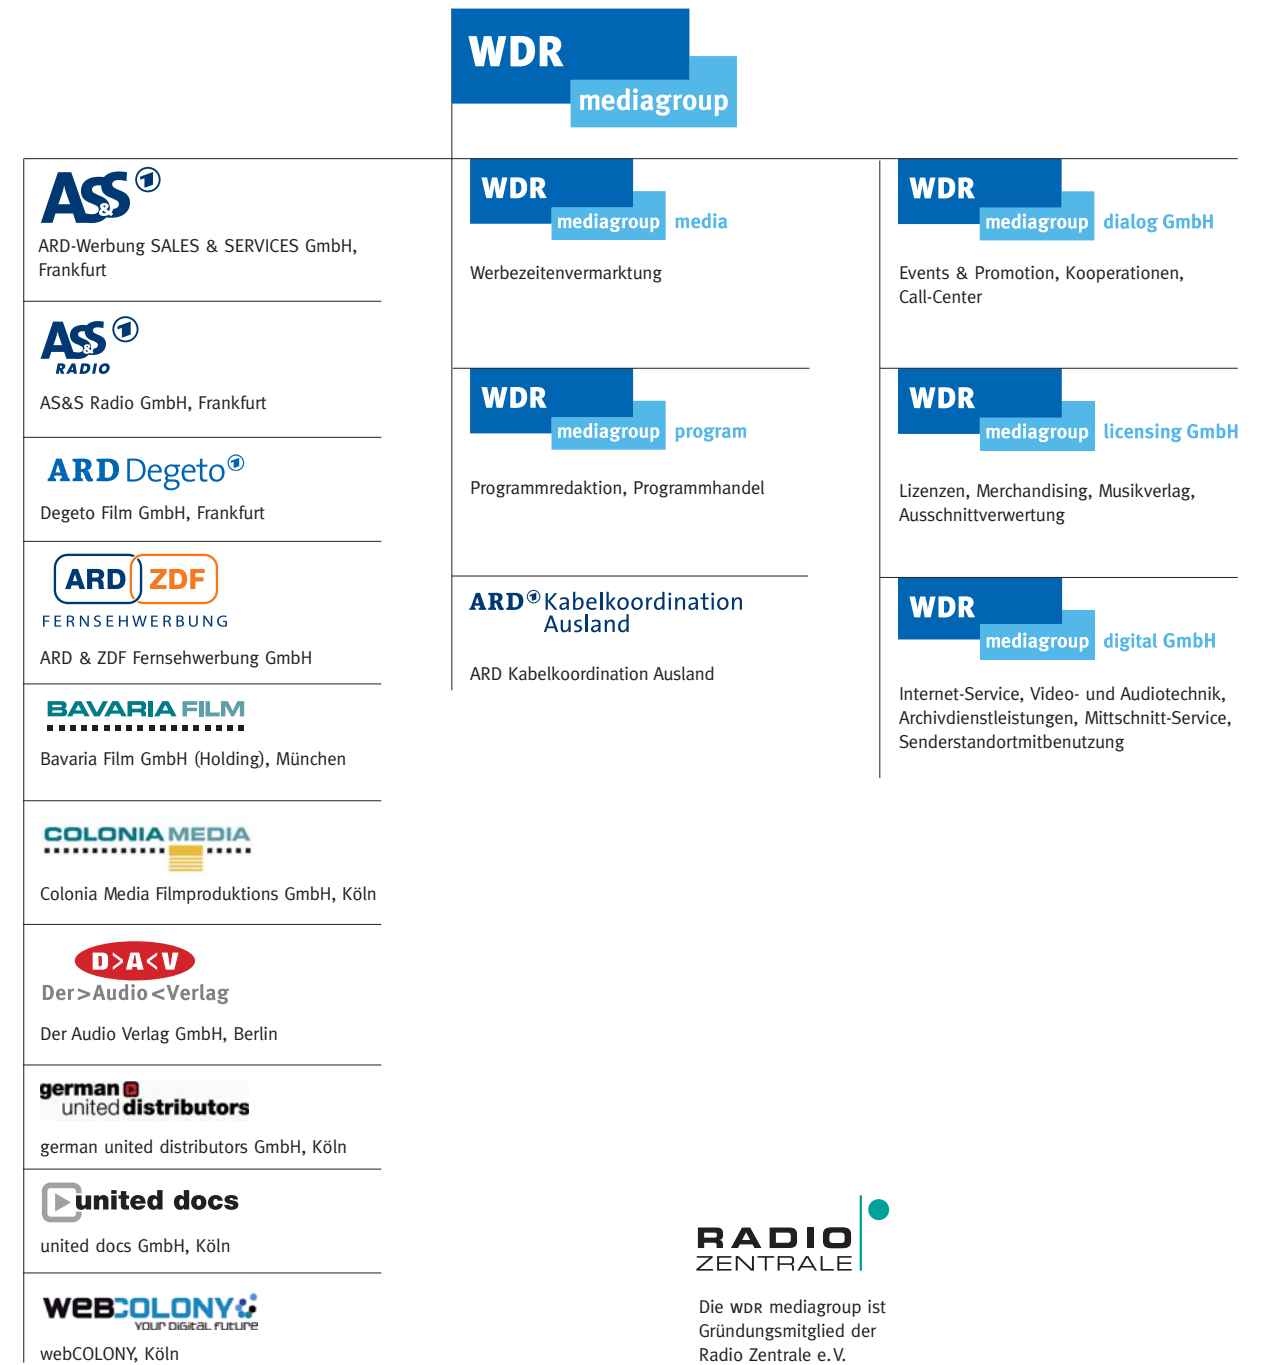 WDR
mediagroup
AS&S
ARD-Werbung SALES & SERVICES GmbH,
Frankfurt
AS&S
RADIO
AS&S Radio GmbH, Frankfurt
ARD Degeto
Degeto Film GmbH, Frankfurt
ARD ZDF
FERNSEHWERBUNG
ARD & ZDF Fernsehwerbung GmbH
BAVARIA FILM
Bavaria Film GmbH (Holding), München
COLONIA MEDIA
Colonia Media Filmproduktions GmbH, Köln
D>A<V
Der>Audio<Verlag
Der Audio Verlag GmbH, Berlin
german
united distributors
german united distributors GmbH, Köln
united docs
united docs GmbH, Köln
WEBCOLONY
YOUR DIGITAL FUTURE
webCOLONY, Köln
WDR
mediagroup media
Werbezeitenvermarktung
WDR
mediagroup program
Programmredaktion, Programmhandel
ARD Kabelkoordination
Ausland
ARD Kabelkoordination Ausland
WDR
mediagroup dialog GmbH
Events & Promotion, Kooperationen,
Call-Center
WDR
mediagroup licensing GmbH
Lizenzen, Merchandising, Musikverlag,
Ausschnittverwertung
WDR
mediagroup digital GmbH
Internet-Service, Video- und Audiotechnik,
Archivdienstleistungen, Mittschnitt-Service,
Senderstandortmitbenutzung
RADIO
ZENTRALE
Die WDR mediagroup ist
Gründungsmitglied der
Radio Zentrale e.V.